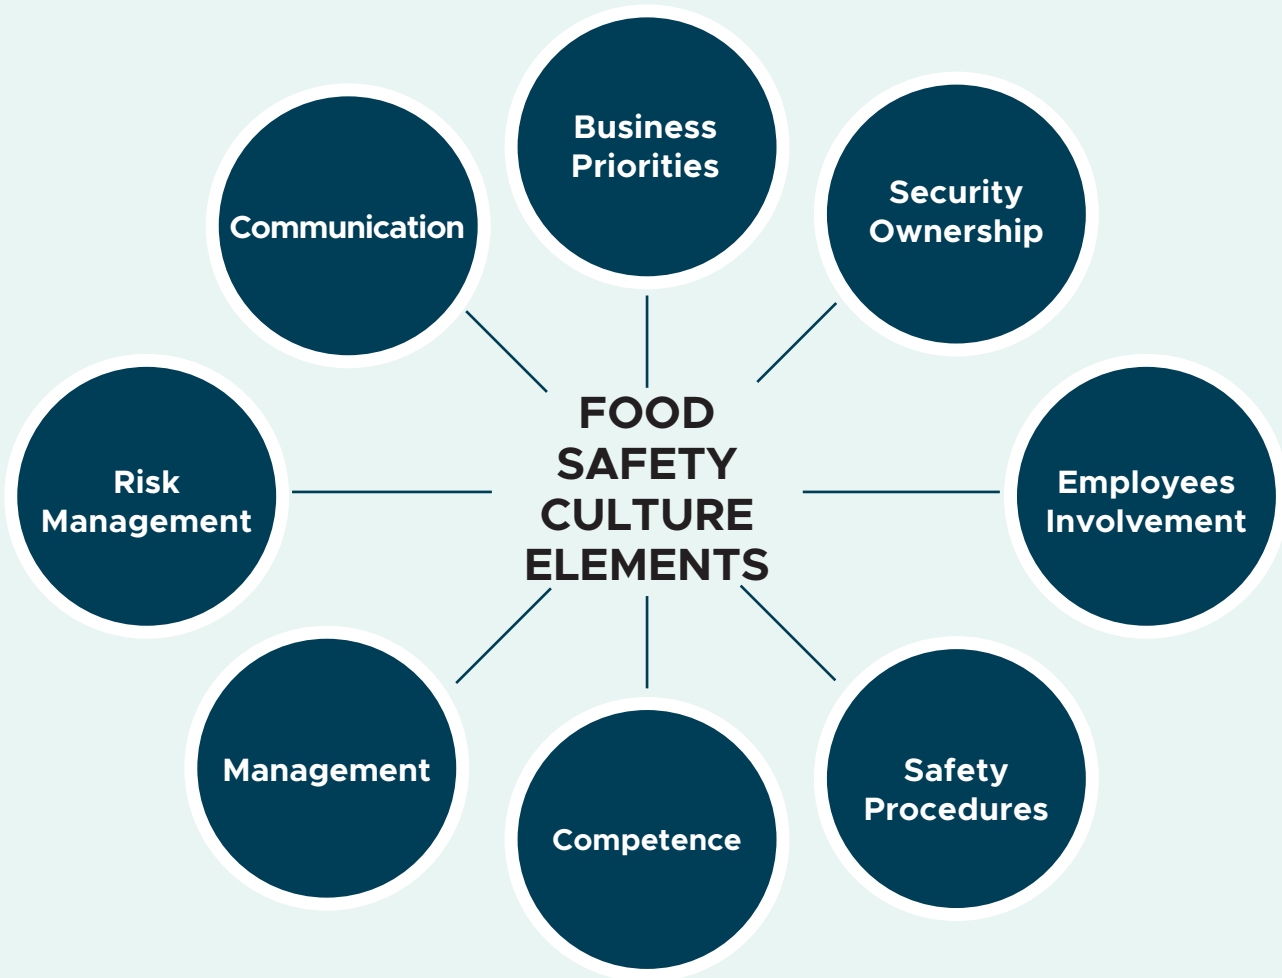 Business
Priorities
Security
Ownership
Communication
FOOD
SAFETY
CULTURE
ELEMENTS
Risk
Management
Employees
Involvement
Management
Safety
Procedures
Competence